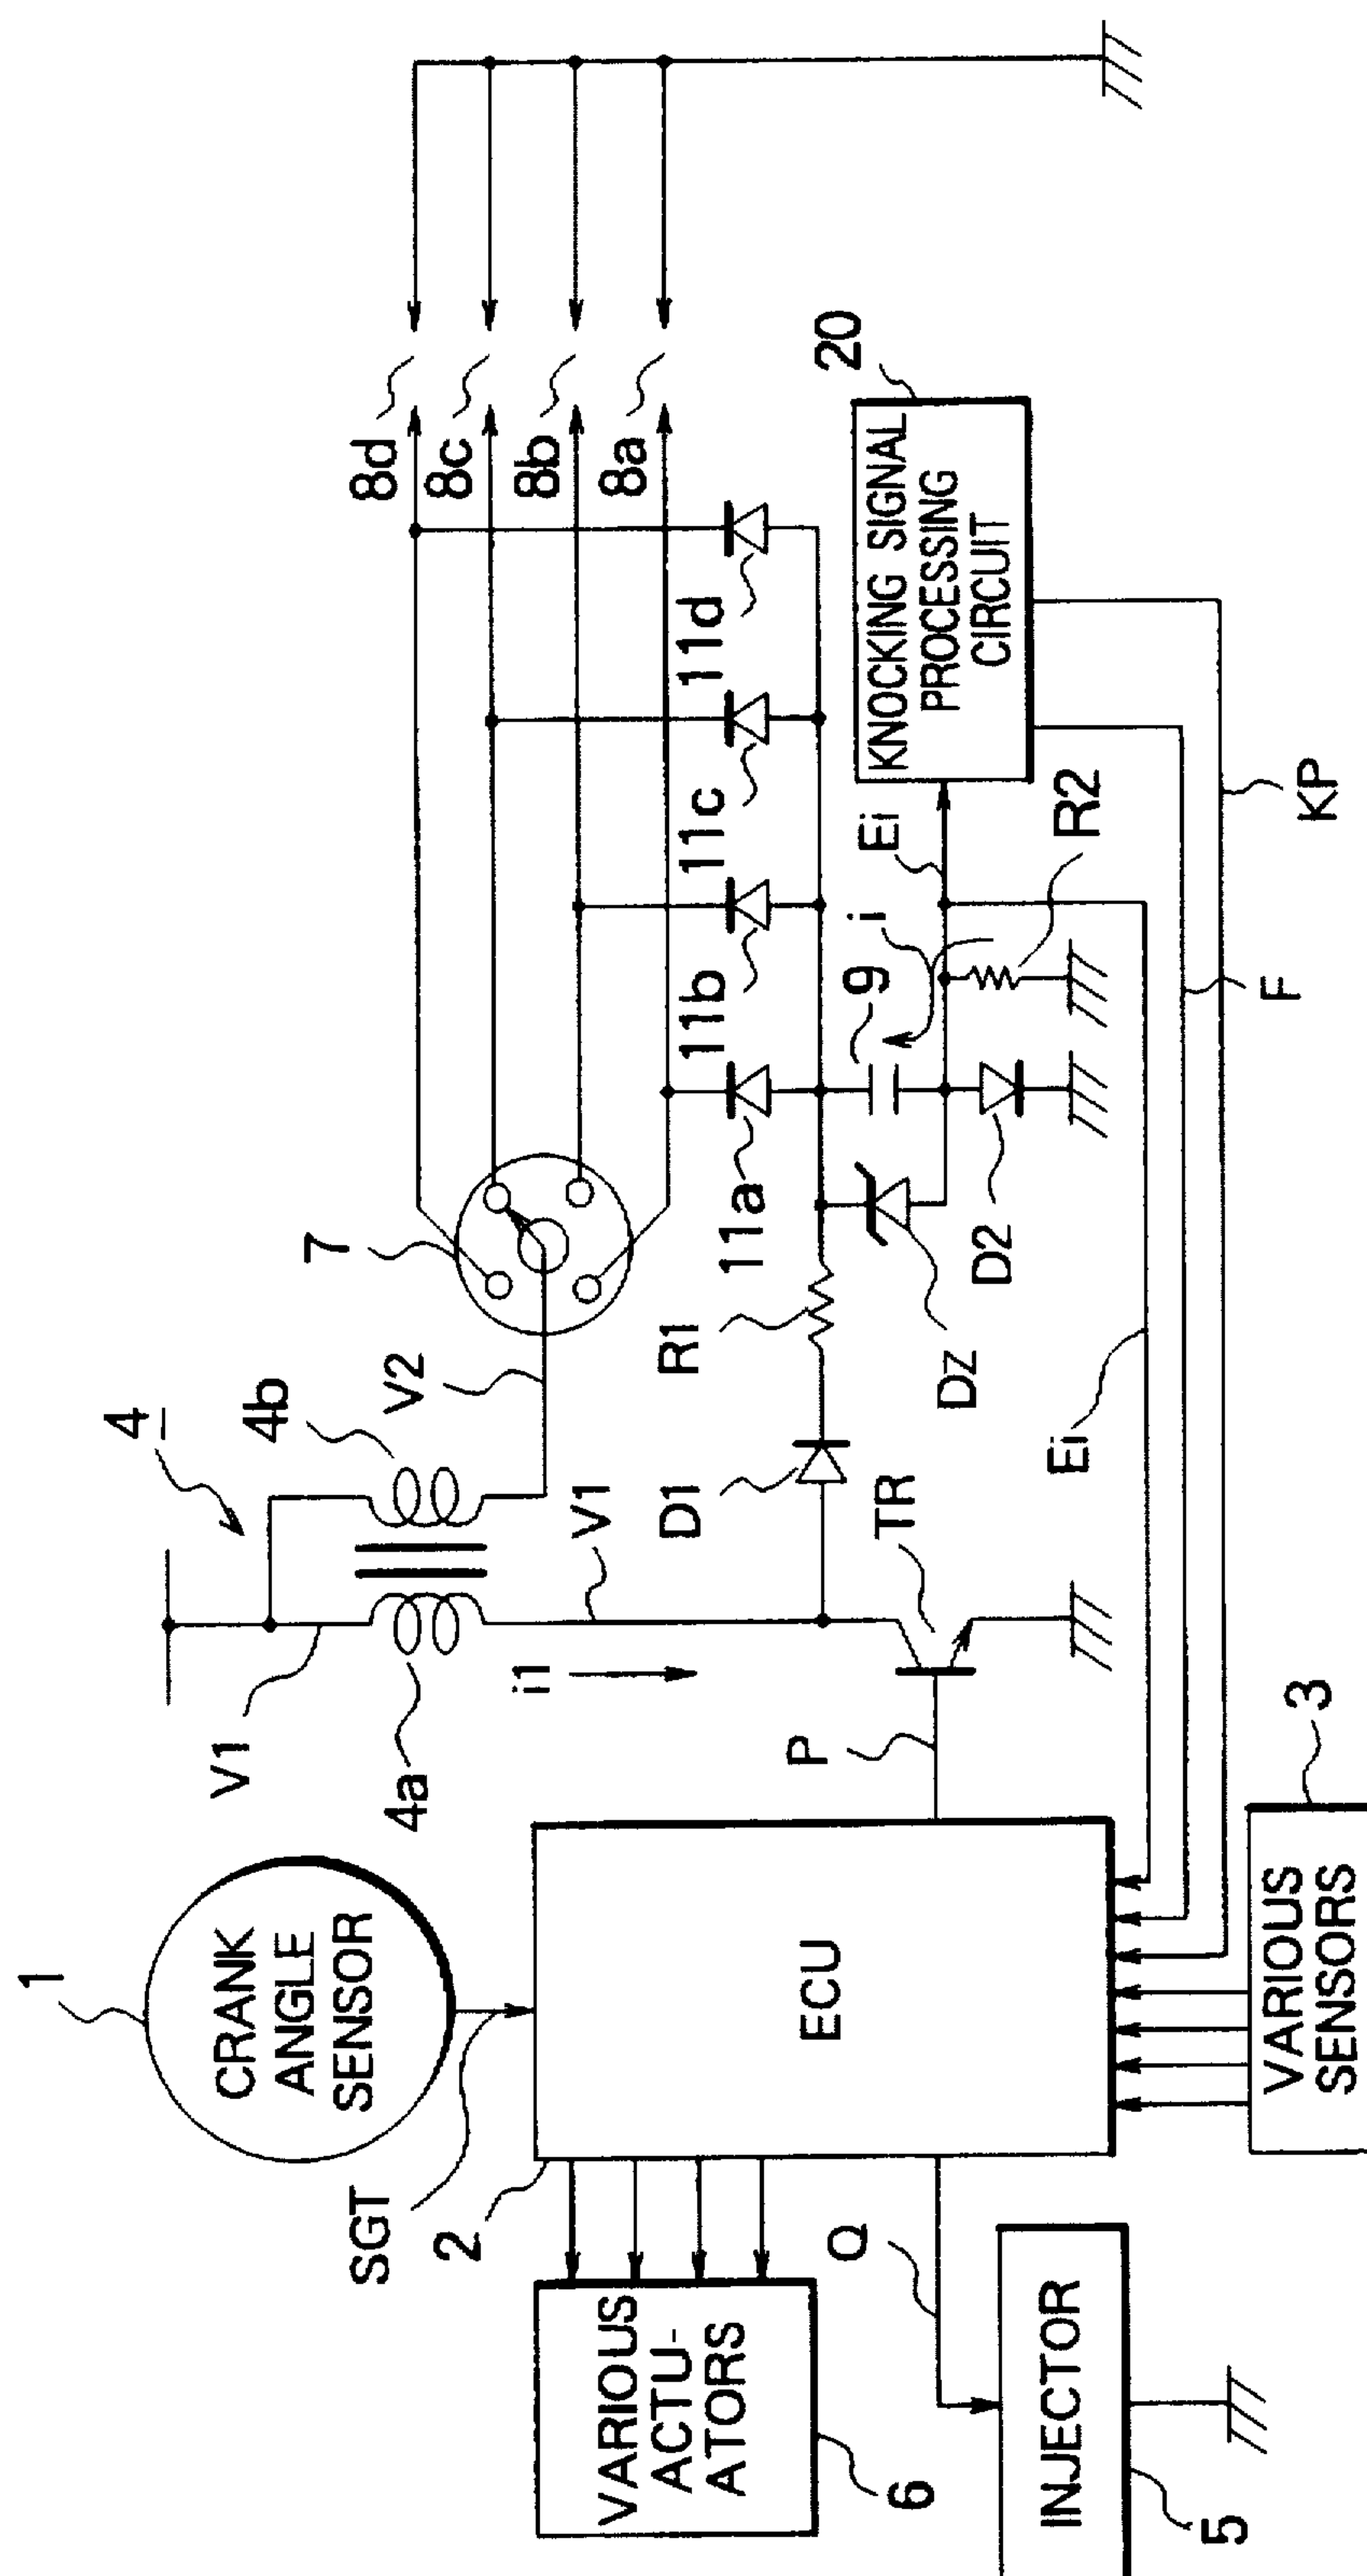 1
CRANK
ANGLE
SENSOR
SGT
2
ECU
VARIOUS
ACTU-
ATORS
6
Q
INJECTOR
5
VARIOUS
SENSORS
3
P
TR
i1
V1
V1
4
4a
4b
V2
7
D1
R1
DZ
D2
9
i
R2
Ei
Ei
F
KP
11a
11b
11c
11d
8d
8c
8b
8a
20
KNOCKING SIGNAL
PROCESSING
CIRCUIT